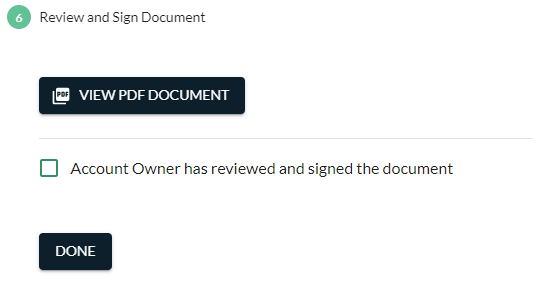 6 Review and Sign Document
PDF VIEW PDF DOCUMENT
Account Owner has reviewed and signed the document
DONE